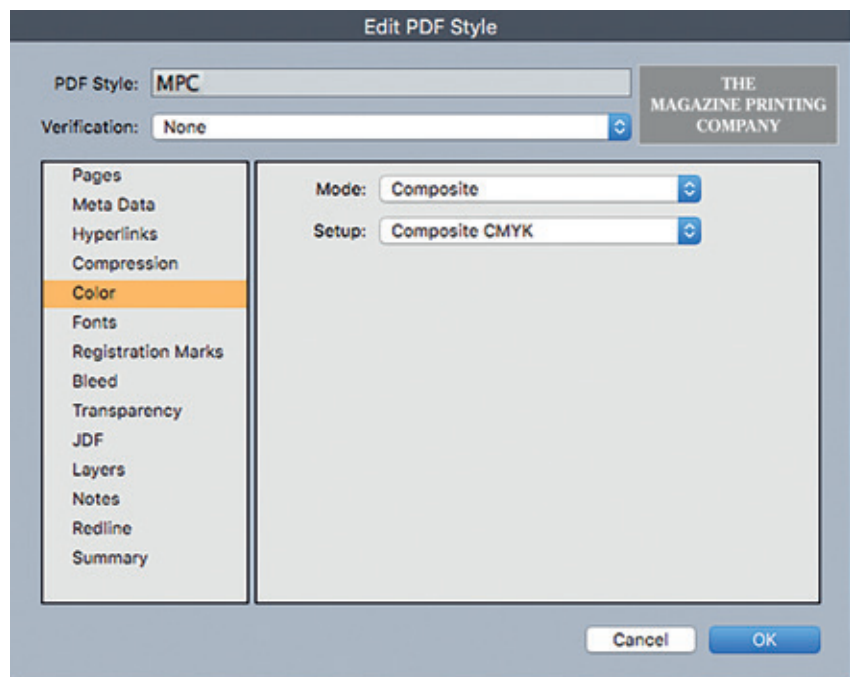 Edit PDF Style
PDF Style: MPC
THE
MAGAZINE PRINTING
COMPANY
Verification: None
Pages
Meta Data
Hyperlinks
Compression
Color
Fonts
Registration Marks
Bleed
Transparency
JDF
Layers
Notes
Redline
Summary
Mode: Composite
Setup: Composite CMYK
Cancel OK